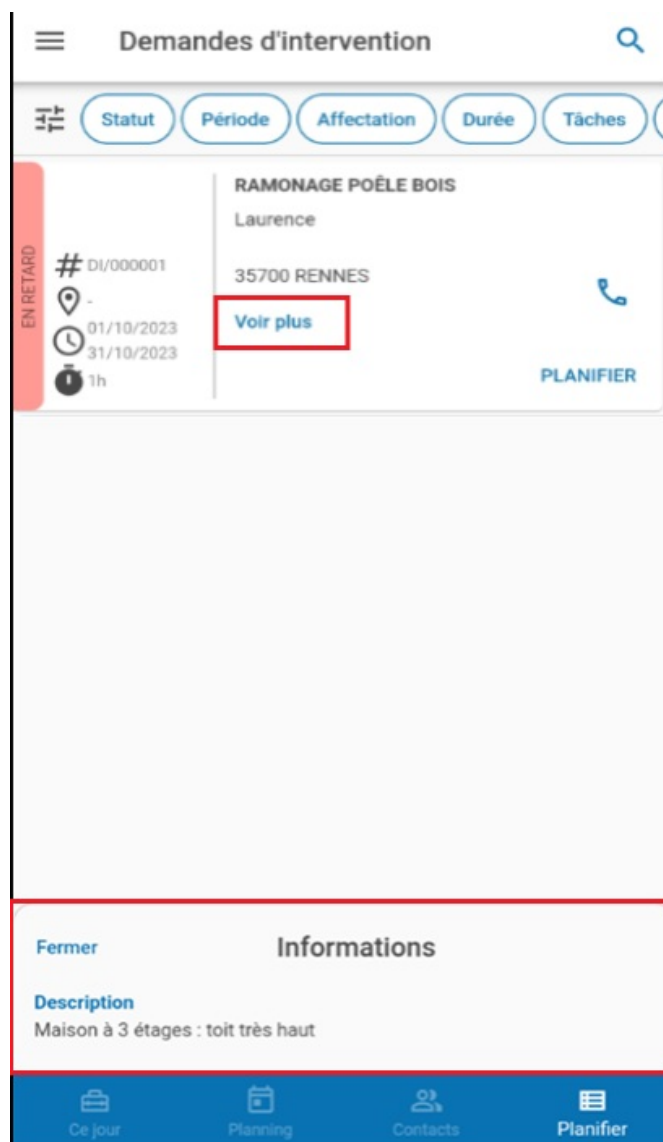 Demandes d'intervention
Statut
Période
Affectation
Durée
Tâches
EN RETARD
# DI/000001
-
01/10/2023
31/10/2023
1h
RAMONAGE POÊLE BOIS
Laurence
35700 RENNES
Voir plus
PLANIFIER
Fermer
Informations
Description
Maison à 3 étages : toit très haut
Ce jour
Planning
Contacts
Planifier